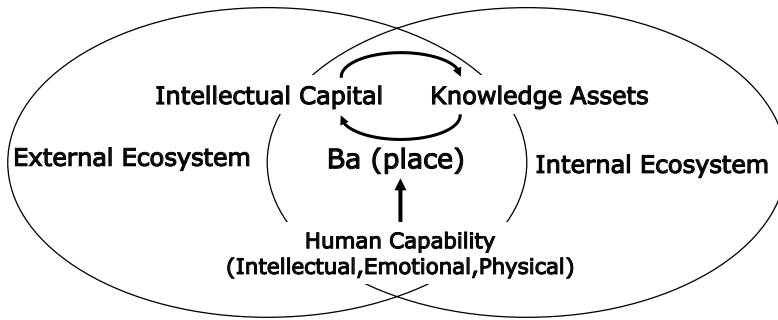 Intellectual Capital
Knowledge Assets
External Ecosystem
Ba (place)
Internal Ecosystem
Human Capability
(Intellectual,Emotional,Physical)